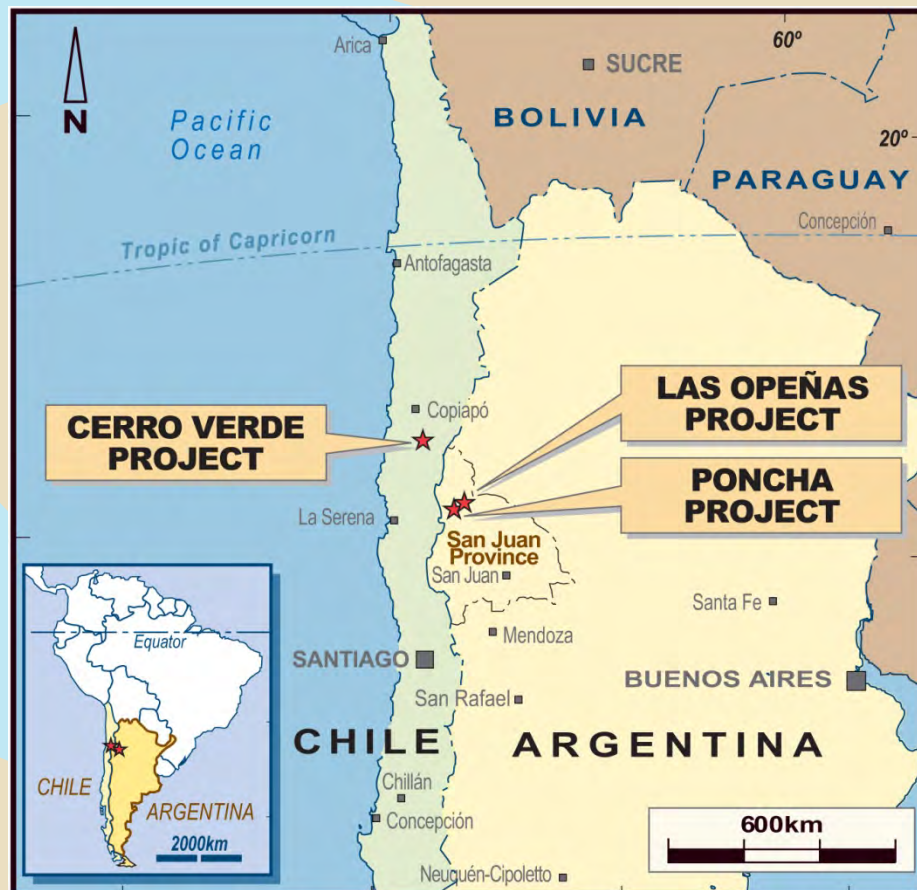 Arica
60º
SUCRE
N
Pacific
Ocean
BOLIVIA
20º
PARAGUAY
Concepción
Tropic of Capricorn
Antofagasta
LAS OPEÑAS
PROJECT
Copiapó
CERRO VERDE
PROJECT
PONCHA
PROJECT
La Serena
San Juan
Province
San Juan
Santa Fe
Mendoza
Equator
SANTIAGO
BUENOS AIRES
San Rafael
CHILE
ARGENTINA
CHILE
ARGENTINA
2000km
Chillán
Concepción
600km
Neuquén-Cipoletto